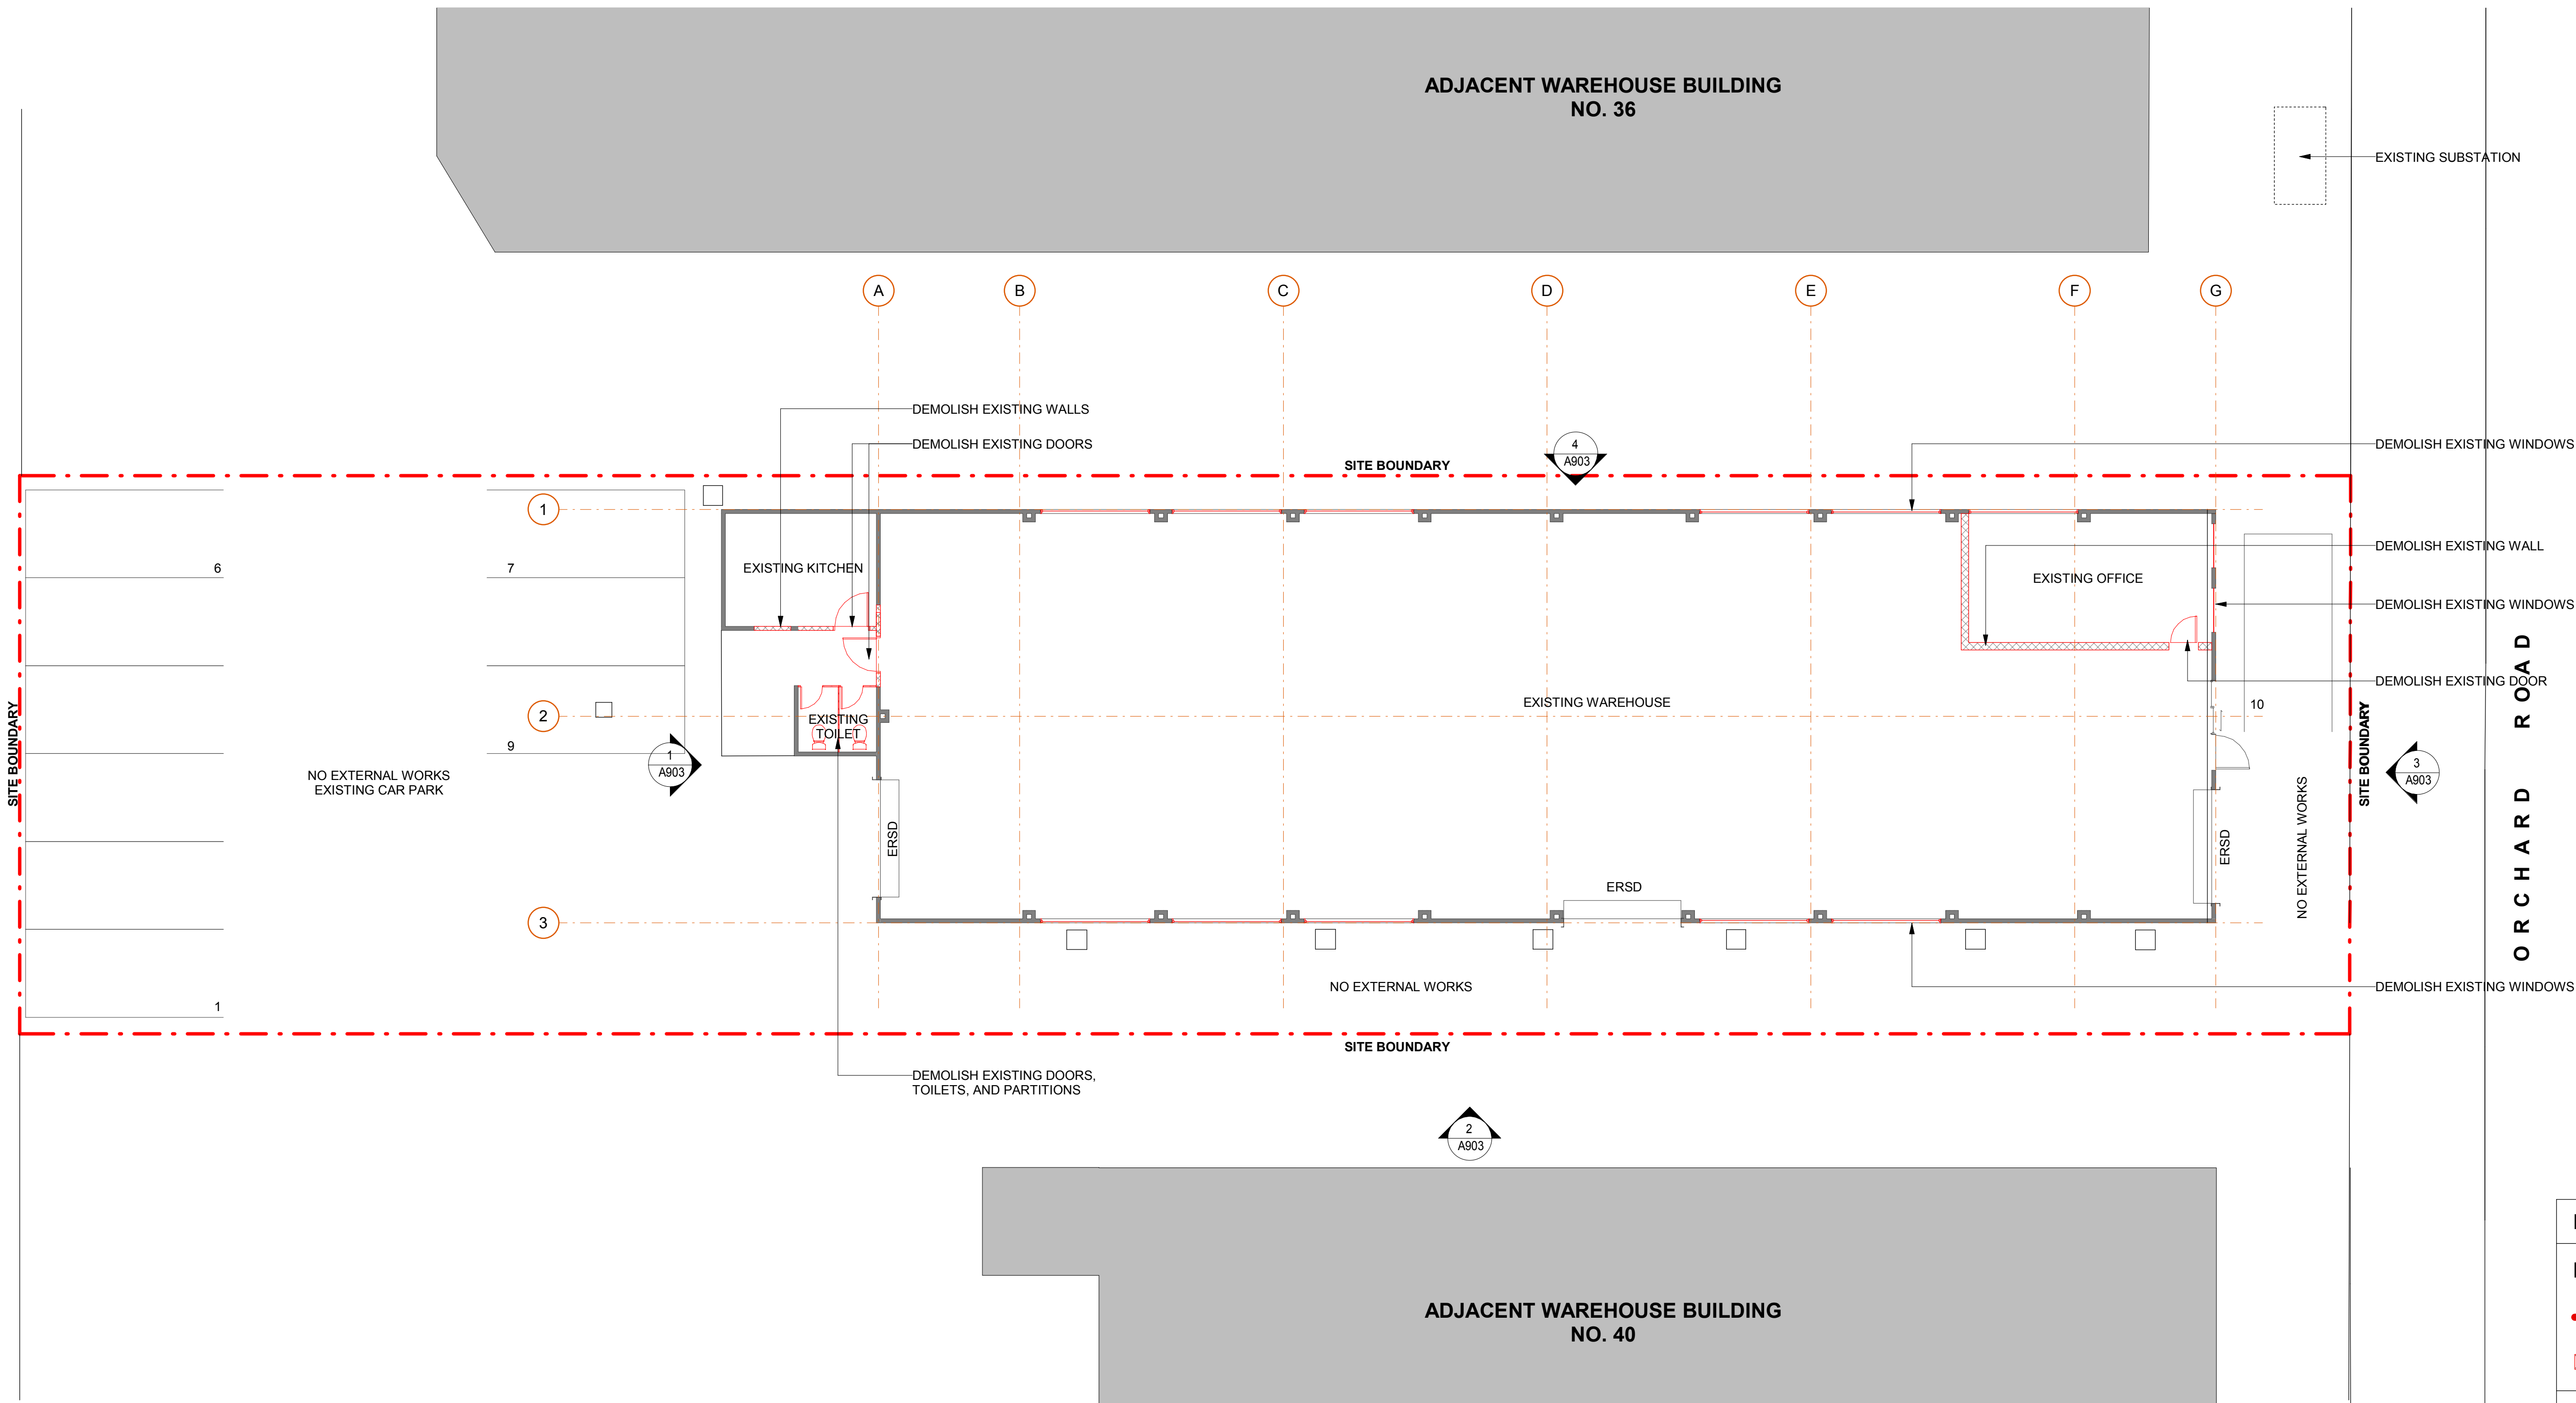 ADJACENT WAREHOUSE BUILDING
NO. 36
EXISTING SUBSTATION
A
B
C
D
E
F
G
DEMOLISH EXISTING WALLS
DEMOLISH EXISTING DOORS
4
A903
DEMOLISH EXISTING WINDOWS
SITE BOUNDARY
1
DEMOLISH EXISTING WALL
6
7
EXISTING KITCHEN
EXISTING OFFICE
DEMOLISH EXISTING WINDOWS
DEMOLISH EXISTING DOOR
EXISTING WAREHOUSE
10
2
EXISTING
TOILET
9
SITE BOUNDARY
SITE BOUNDARY
1
A903
3
A903
NO EXTERNAL WORKS
EXISTING CAR PARK
ORCHARD ROAD
ERSD
ERSD
NO EXTERNAL WORKS
ERSD
3
NO EXTERNAL WORKS
DEMOLISH EXISTING WINDOWS
1
SITE BOUNDARY
DEMOLISH EXISTING DOORS,
TOILETS, AND PARTITIONS
2
A903
ADJACENT WAREHOUSE BUILDING
NO. 40